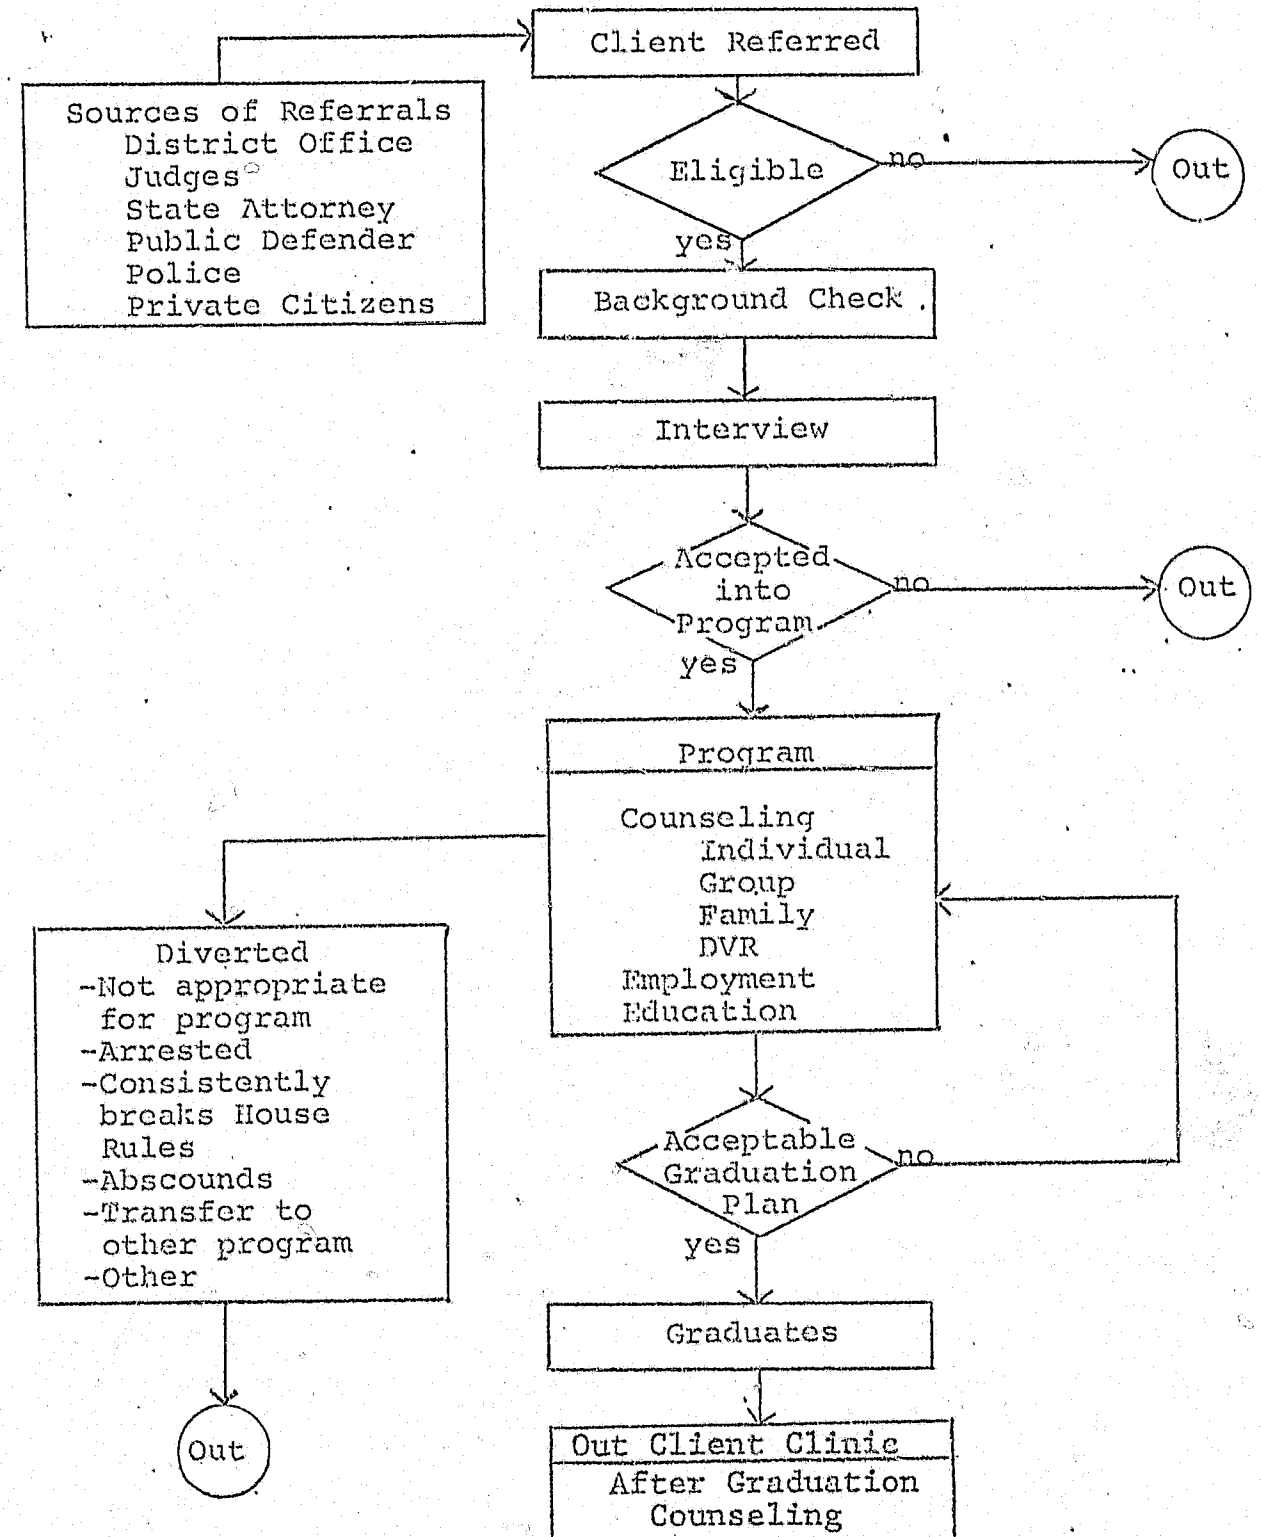 Client Referred
Sources of Referrals
District Office
Judges
State Attorney
Public Defender
Police
Private Citizens
Eligible
no
Out
yes
Background Check
Interview
Accepted
into
Program
no
Out
yes
Program
Counseling
Individual
Group
Family
DVR
Employment
Education
Diverted
-Not appropriate
for program
-Arrested
-Consistently
breaks House
Rules
-Abscounds
-Transfer to
other program
-Other
Out
Acceptable
Graduation
Plan
no
yes
Graduates
Out Client Clinic
After Graduation
Counseling